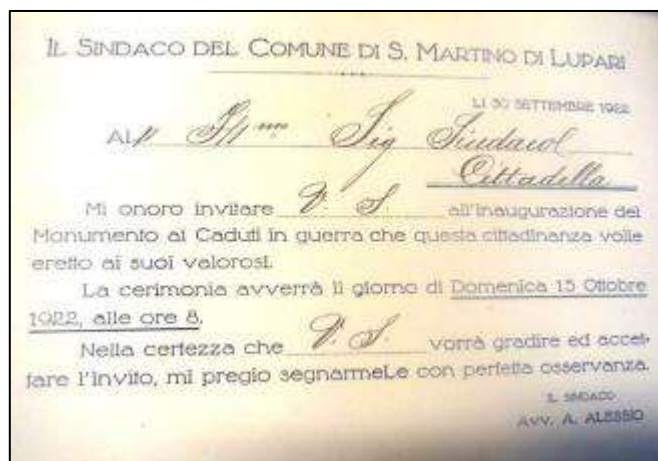 IL SINDACO DEL COMUNE DI S. MARTINO DI LUPARI
LI 30 SETTEMBRE 1922
All' Ill.mo Sig Sindaco
Cittadella
Mi onoro invitare V. S. all'inaugurazione del
Monumento ai Caduti in guerra che questa cittadinanza volle
eretto ai suoi valorosi.
La cerimonia avverrà il giorno di Domenica 15 Ottobre
1922, alle ore 8.
Nella certezza che V. S. vorrà gradire ed accet-
tare l'invito, mi pregio segnarmeLe con perfetta osservanza.
IL SINDACO
AVV. A. ALESSIO